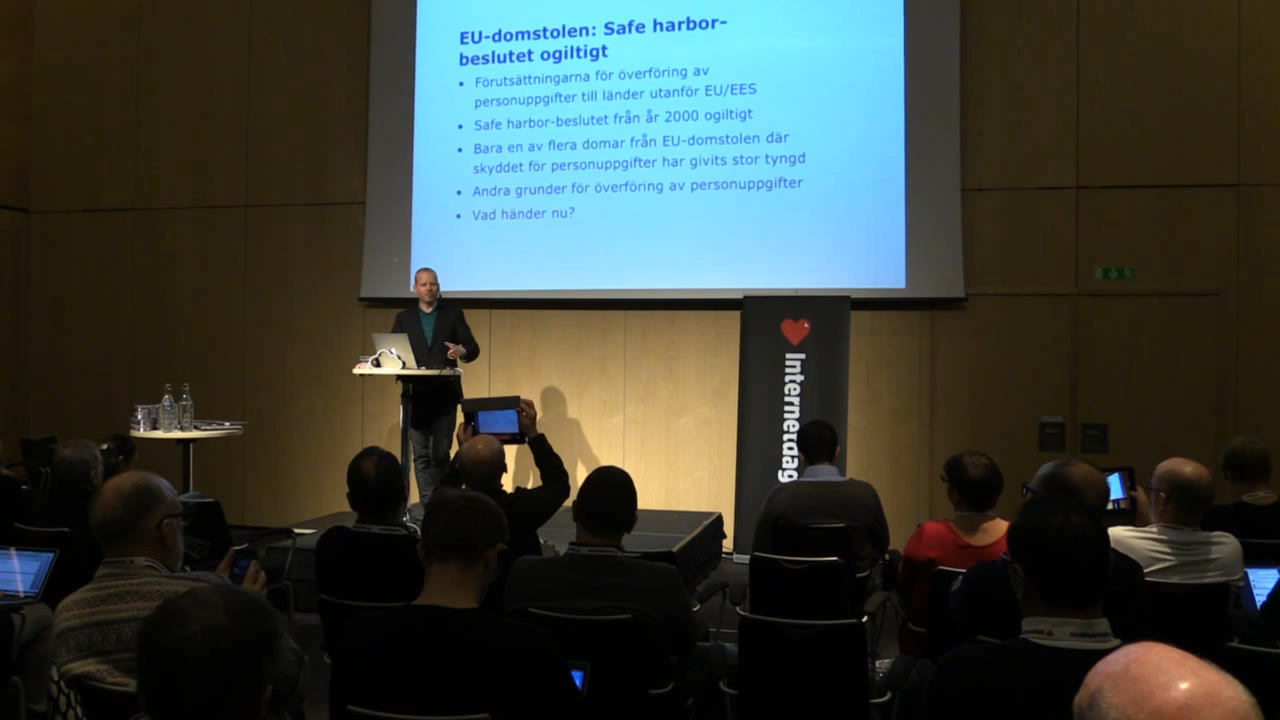 EU-domstolen: Safe harbor-
beslutet ogiltigt
• Förutsättningarna för överföring av
personuppgifter till länder utanför EU/EES
• Safe harbor-beslutet från år 2000 ogiltigt
• Bara en av flera domar från EU-domstolen där
skyddet för personuppgifter har givits stor tyngd
• Andra grunder för överföring av personuppgifter
• Vad händer nu?
Internetdag